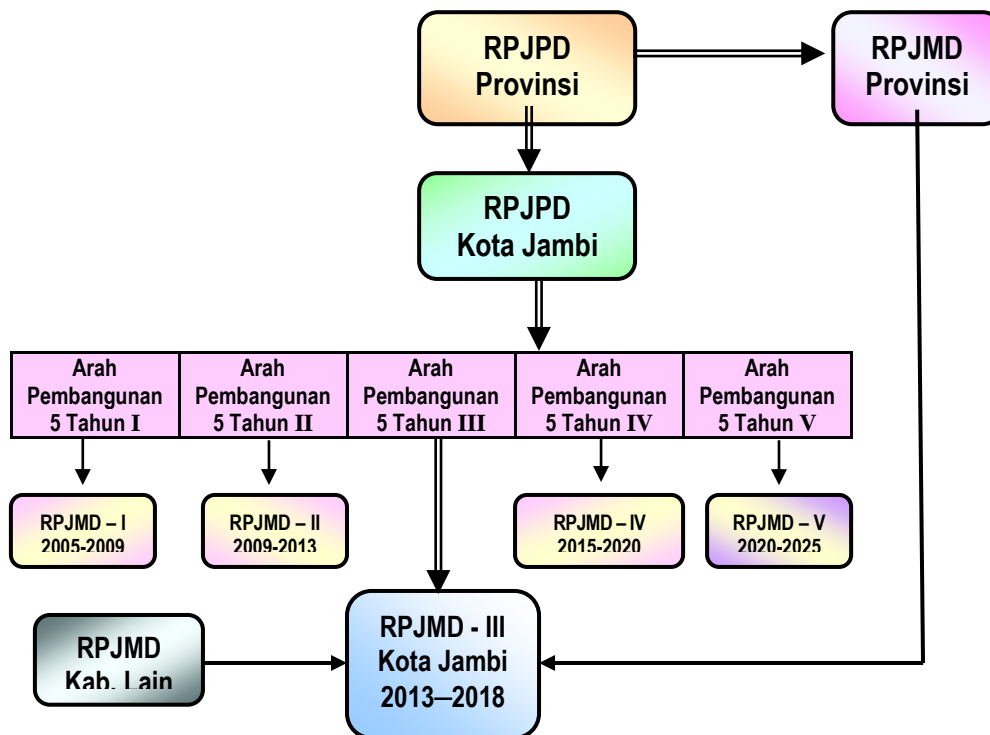 RPJPD
Provinsi
RPJMD
Provinsi
RPJPD
Kota Jambi
Arah
Pembangunan
5 Tahun I
Arah
Pembangunan
5 Tahun II
Arah
Pembangunan
5 Tahun III
Arah
Pembangunan
5 Tahun IV
Arah
Pembangunan
5 Tahun V
RPJMD – I
2005-2009
RPJMD – II
2009-2013
RPJMD – IV
2015-2020
RPJMD – V
2020-2025
RPJMD
Kab. Lain
RPJMD - III
Kota Jambi
2013–2018